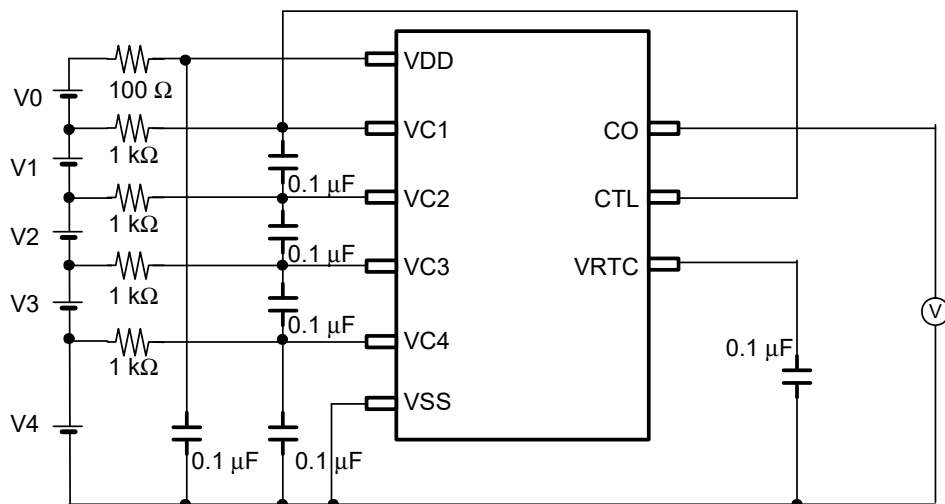 VDD
100 Ω
V0
VC1
CO
1 kΩ
V1
0.1 µF
VC2
CTL
1 kΩ
V2
0.1 µF
VC3
VRTC
1 kΩ
V3
0.1 µF
VC4
1 kΩ
V
0.1 µF
VSS
V4
0.1 µF
0.1 µF